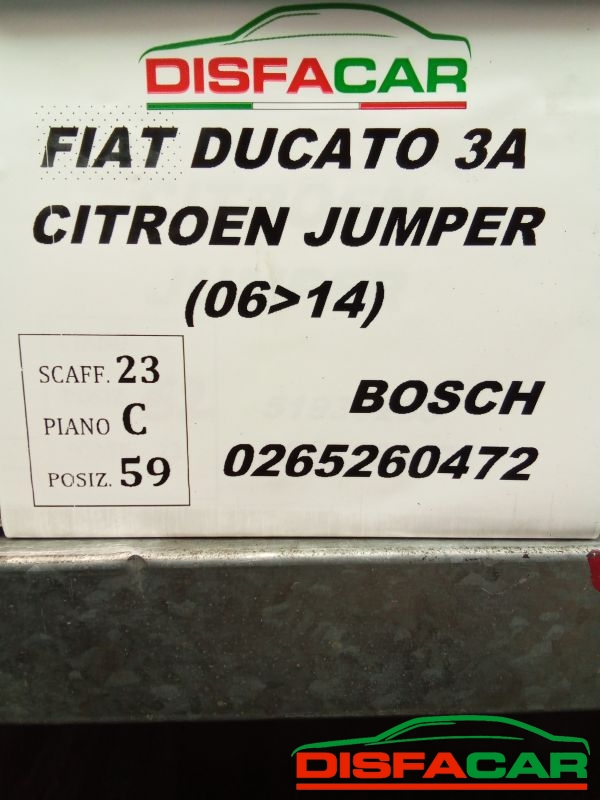 DISFACAR
FIAT DUCATO 3A
CITROEN JUMPER
(06>14)
SCAFF. 23
PIANO C
POSIZ. 59
BOSCH
0265260472
DISFACAR